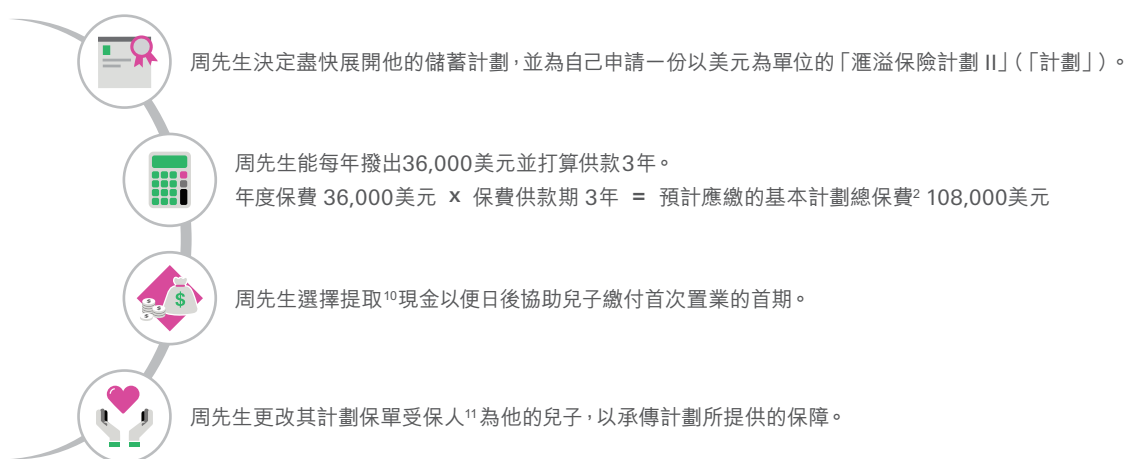 周先生決定盡快展開他的儲蓄計劃，並為自己申請一份以美元為單位的「滙溢保險計劃 II」（「計劃」）。
周先生能每年撥出36,000美元並打算供款3年。
年度保費 36,000美元 x 保費供款期 3年 = 預計應繳的基本計劃總保費² 108,000美元
$
周先生選擇提取¹⁰現金以便日後協助兒子繳付首次置業的首期。
周先生更改其計劃保單受保人¹¹ 為他的兒子，以承傳計劃所提供的保障。